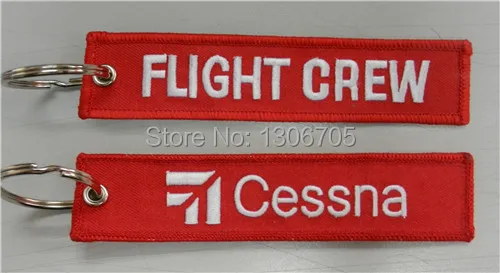 FLIGHT CREW
Store No: 1306705
Cessna